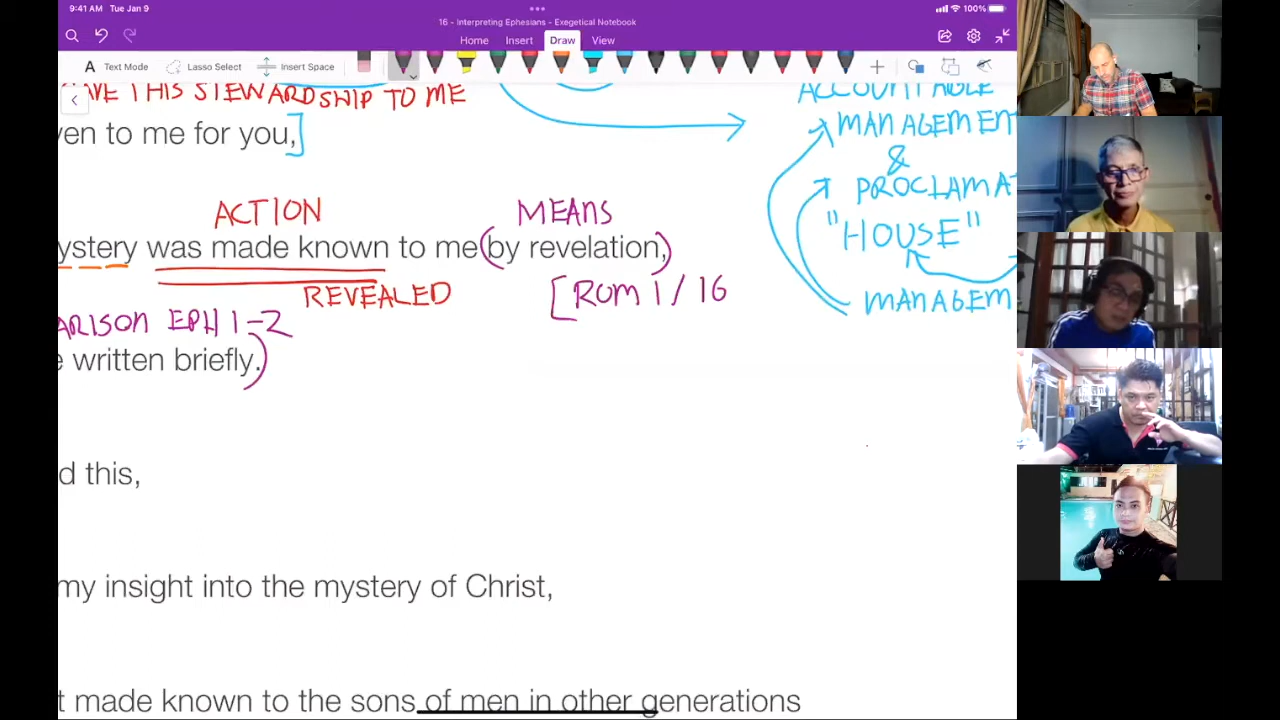 9:41 AM Tue Jan 9
100%
16 - Interpreting Ephesians - Exegetical Notebook
Home Insert Draw View
A Text Mode Lasso Select Insert Space
THIS STEWARDSHIP TO ME
to me for you,]
ACCOUNTABLE
MANAGEMEN
&
PROCLAMA
"HOUSE"
MANAGEM
ACTION MEANS
ystery was made known to me (by revelation,)
REVEALED [ROM 1/16
ARISON EPH 1-2
e written briefly.)
d this,
my insight into the mystery of Christ,
t made known to the sons of men in other generations